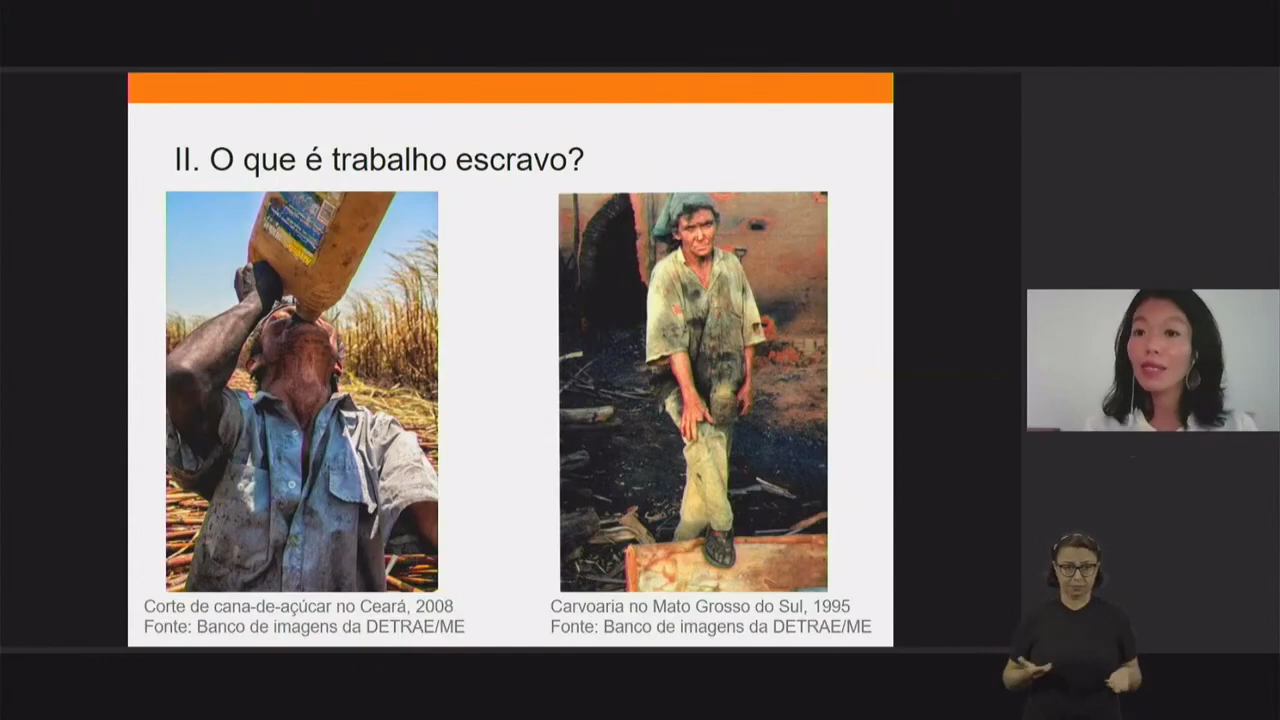 II. O que é trabalho escravo?
Corte de cana-de-açúcar no Ceará, 2008
Fonte: Banco de imagens da DETRAE/ME
Carvoaria no Mato Grosso do Sul, 1995
Fonte: Banco de imagens da DETRAE/ME